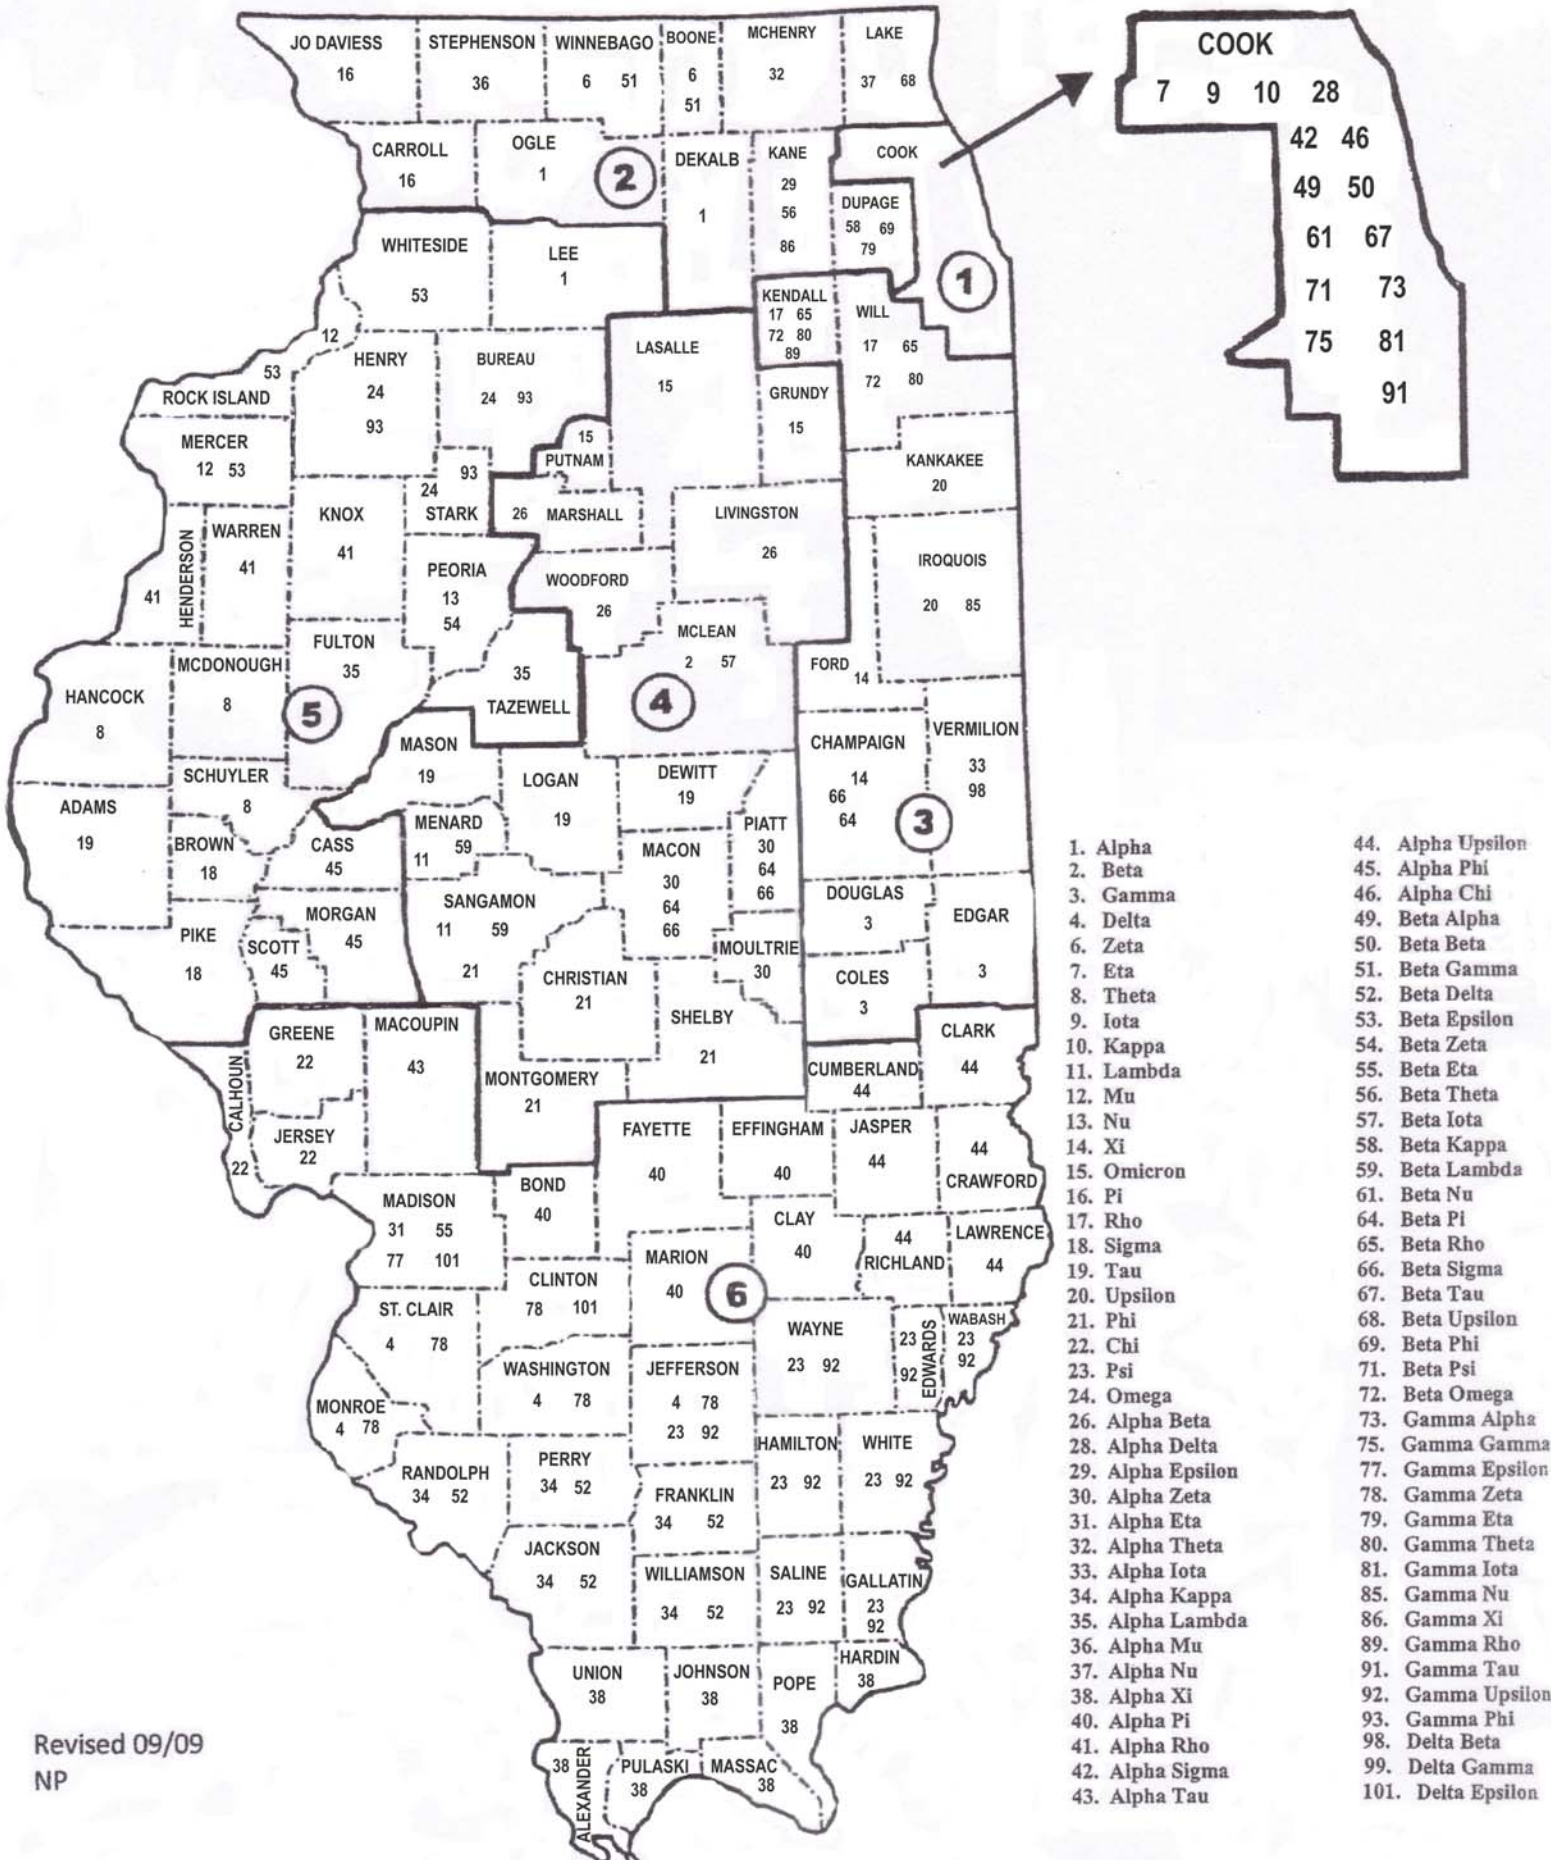 JO DAVIESS
16
STEPHENSON
36
WINNEBAGO
6 51
BOONE
6
51
MCHENRY
32
LAKE
37 68
COOK
7 9 10 28
42 46
49 50
61 67
71 73
75 81
91
CARROLL
16
OGLE
1
2
DEKALB
1
KANE
29
56
86
COOK
DUPAGE
58 69
79
1
WHITESIDE
53
LEE
1
KENDALL
17 65
72 80
89
WILL
17 65
72 80
12
53
ROCK ISLAND
HENRY
24
93
BUREAU
24 93
LASALLE
15
GRUNDY
15
15
PUTNAM
MERCER
12 53
93
24
STARK
KANKAKEE
20
KNOX
41
26 MARSHALL
LIVINGSTON
26
WARREN
41
41
HENDERSON
PEORIA
13
54
WOODFORD
26
IROQUOIS
20 85
FULTON
35
MCLEAN
2 57
FORD
14
MCDONOUGH
8
HANCOCK
8
5
35
TAZEWELL
4
MASON
19
LOGAN
19
DEWITT
19
CHAMPAIGN
14
66
64
VERMILION
33
98
3
SCHUYLER
8
ADAMS
19
BROWN
18
CASS
45
MENARD
11 59
MACON
30
64
66
PIATT
30
64
66
DOUGLAS
3
EDGAR
3
PIKE
18
SCOTT
45
MORGAN
45
SANGAMON
11 59
21
CHRISTIAN
21
MOULTRIE
30
COLES
3
SHELBY
21
GREENE
22
MACOUPIN
43
CLARK
44
CALHOUN
22
JERSEY
22
MONTGOMERY
21
CUMBERLAND
44
FAYETTE
40
EFFINGHAM
40
JASPER
44
44
CRAWFORD
MADISON
31 55
77 101
BOND
40
CLAY
40
44
RICHLAND
LAWRENCE
44
MARION
40
6
CLINTON
78 101
ST. CLAIR
4 78
WAYNE
23 92
23
92
EDWARDS
WABASH
23
92
WASHINGTON
4 78
JEFFERSON
4 78
23 92
MONROE
4 78
RANDOLPH
34 52
PERRY
34 52
HAMILTON
23 92
WHITE
23 92
FRANKLIN
34 52
JACKSON
34 52
WILLIAMSON
34 52
SALINE
23 92
GALLATIN
23
92
UNION
38
JOHNSON
38
POPE
38
HARDIN
38
38
ALEXANDER
PULASKI
38
MASSAC
38
1. Alpha
2. Beta
3. Gamma
4. Delta
6. Zeta
7. Eta
8. Theta
9. Iota
10. Kappa
11. Lambda
12. Mu
13. Nu
14. Xi
15. Omicron
16. Pi
17. Rho
18. Sigma
19. Tau
20. Upsilon
21. Phi
22. Chi
23. Psi
24. Omega
26. Alpha Beta
28. Alpha Delta
29. Alpha Epsilon
30. Alpha Zeta
31. Alpha Eta
32. Alpha Theta
33. Alpha Iota
34. Alpha Kappa
35. Alpha Lambda
36. Alpha Mu
37. Alpha Nu
38. Alpha Xi
40. Alpha Pi
41. Alpha Rho
42. Alpha Sigma
43. Alpha Tau
44. Alpha Upsilon
45. Alpha Phi
46. Alpha Chi
49. Beta Alpha
50. Beta Beta
51. Beta Gamma
52. Beta Delta
53. Beta Epsilon
54. Beta Zeta
55. Beta Eta
56. Beta Theta
57. Beta Iota
58. Beta Kappa
59. Beta Lambda
61. Beta Nu
64. Beta Pi
65. Beta Rho
66. Beta Sigma
67. Beta Tau
68. Beta Upsilon
69. Beta Phi
71. Beta Psi
72. Beta Omega
73. Gamma Alpha
75. Gamma Gamma
77. Gamma Epsilon
78. Gamma Zeta
79. Gamma Eta
80. Gamma Theta
81. Gamma Iota
85. Gamma Nu
86. Gamma Xi
89. Gamma Rho
91. Gamma Tau
92. Gamma Upsilon
93. Gamma Phi
98. Delta Beta
99. Delta Gamma
101. Delta Epsilon
Revised 09/09
NP